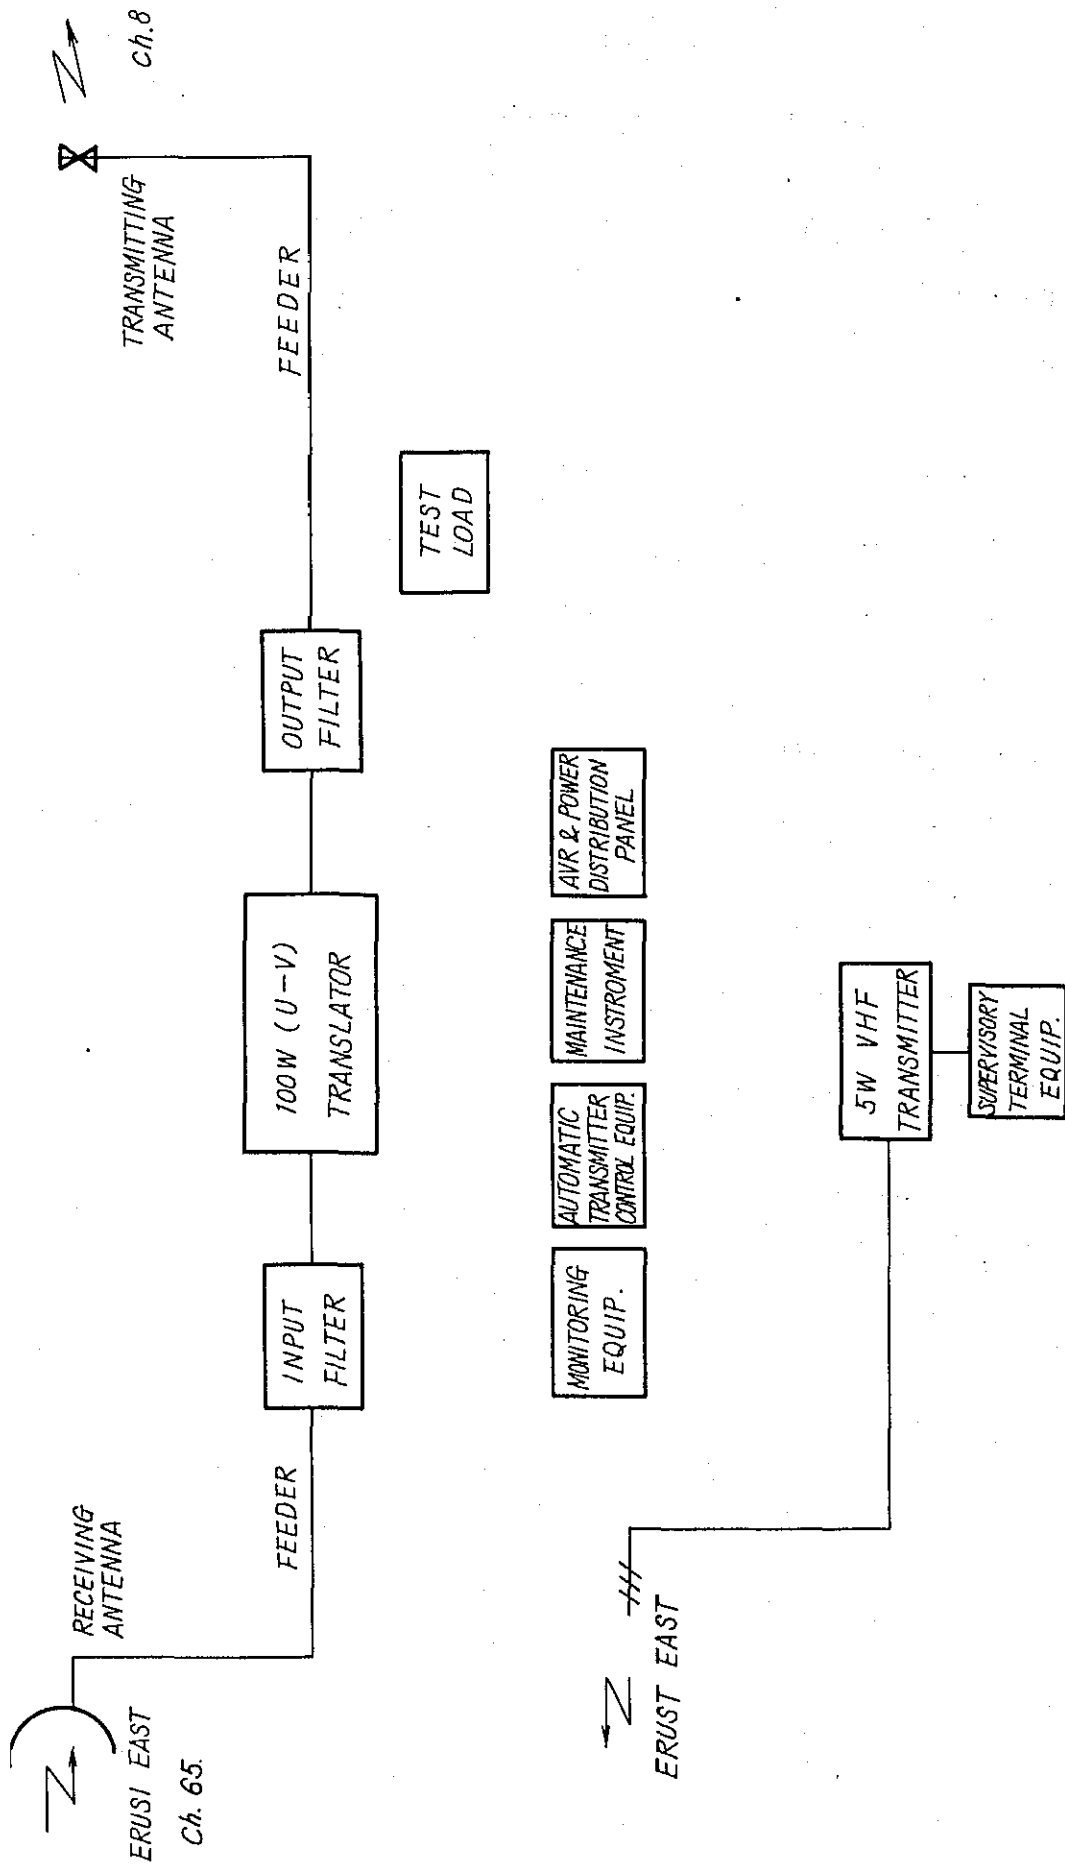 RECEIVING
ANTENNA
ERUSI EAST
Ch. 65.
FEEDER
INPUT
FILTER
100W (U-V)
TRANSLATOR
OUTPUT
FILTER
FEEDER
TRANSMITTING
ANTENNA
Ch.8
TEST
LOAD
MONITORING
EQUIP.
AUTOMATIC
TRANSMITTER
CONTROL EQUIP.
MAINTENANCE
INSTROMENT
AVR & POWER
DISTRIBUTION
PANEL
ERUST EAST
5W VHF
TRANSMITTER
SUPERVISORY
TERMINAL
EQUIP.